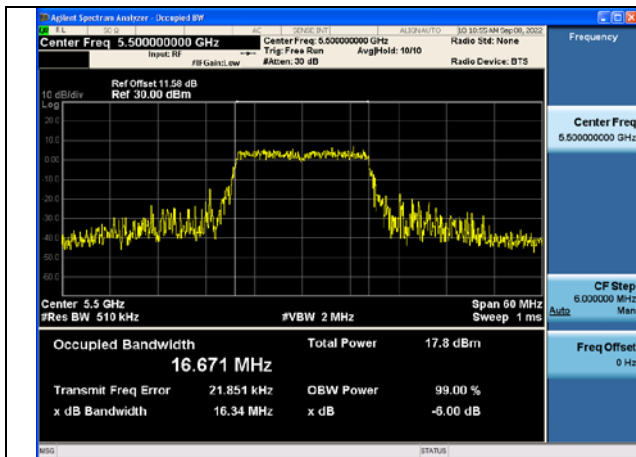 Agilent Spectrum Analyzer - Occupied BW
RL 50 Ω AC SENSE:INT ALIGN AUTO 10:10:55 AM Sep 08, 2022
Center Freq 5.500000000 GHz
Input: RF
#IFGain:Low
Center Freq: 5.500000000 GHz
Trig: Free Run Avg|Hold: 10/10
#Atten: 30 dB
Radio Std: None
Radio Device: BTS
Ref Offset 11.58 dB
10 dB/div Ref 30.00 dBm
Log
20.0
10.0
0.00
-10.0
-20.0
-30.0
-40.0
-50.0
-60.0
Center 5.5 GHz Span 60 MHz
#Res BW 510 kHz #VBW 2 MHz Sweep 1 ms
Occupied Bandwidth Total Power 17.8 dBm
16.671 MHz
Transmit Freq Error 21.851 kHz OBW Power 99.00 %
x dB Bandwidth 16.34 MHz x dB -6.00 dB
MSG STATUS
Frequency
Center Freq
5.500000000 GHz
CF Step
6.000000 MHz
Auto Man
Freq Offset
0 Hz